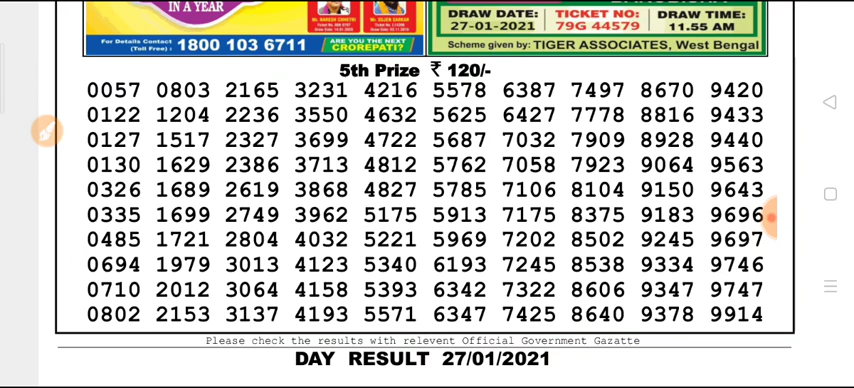 IN A YEAR
Mr. RAKESH CHHETRI
DRAW DATE: TICKET NO: DRAW TIME:
27-01-2021 79G 44579 11.55 AM
For Details Contact (Toll Free) : 1800 103 6711
ARE YOU THE NEXT CROREPATI?
Scheme given by: TIGER ASSOCIATES, West Bengal
5th Prize ₹ 120/-
0057 0803 2165 3231 4216 5578 6387 7497 8670 9420
0122 1204 2236 3550 4632 5625 6427 7778 8816 9433
0127 1517 2327 3699 4722 5687 7032 7909 8928 9440
0130 1629 2386 3713 4812 5762 7058 7923 9064 9563
0326 1689 2619 3868 4827 5785 7106 8104 9150 9643
0335 1699 2749 3962 5175 5913 7175 8375 9183 9696
0485 1721 2804 4032 5221 5969 7202 8502 9245 9697
0694 1979 3013 4123 5340 6193 7245 8538 9334 9746
0710 2012 3064 4158 5393 6342 7322 8606 9347 9747
0802 2153 3137 4193 5571 6347 7425 8640 9378 9914
Please check the results with relevent Official Government Gazatte
DAY RESULT 27/01/2021